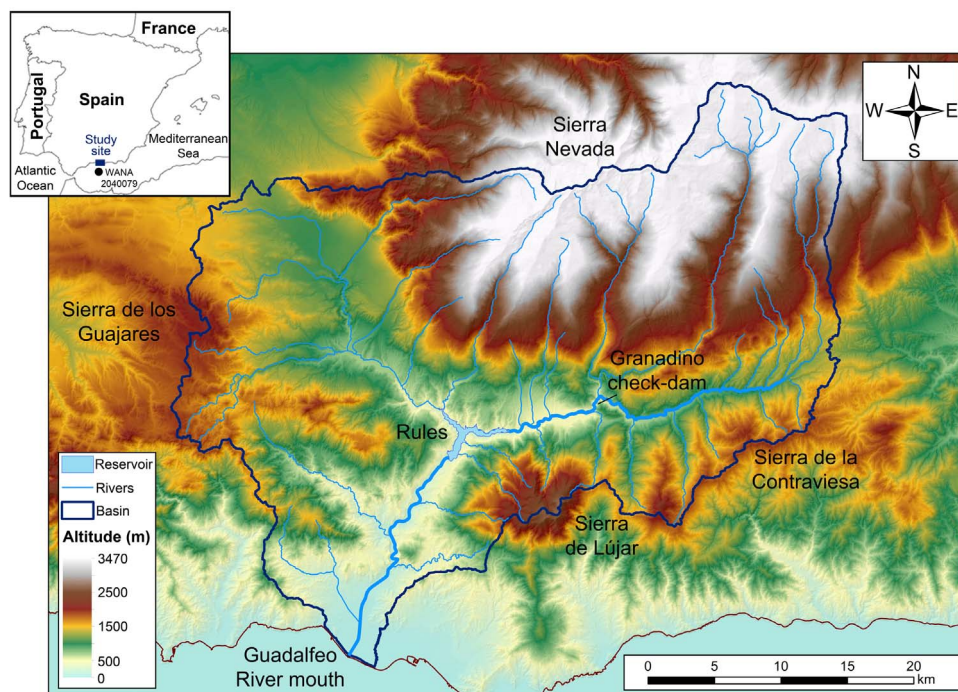 France
Portugal
Spain
Study
site
Mediterranean
Sea
Atlantic
Ocean
WANA
2040079
N
W E
S
Sierra
Nevada
Sierra de los
Guajares
Granadino
check-dam
Rules
Sierra de la
Contraviesa
Sierra
de Lújar
Guadalfeo
River mouth
Reservoir
Rivers
Basin
Altitude (m)
3470
2500
1500
500
0
0 5 10 15 20
km